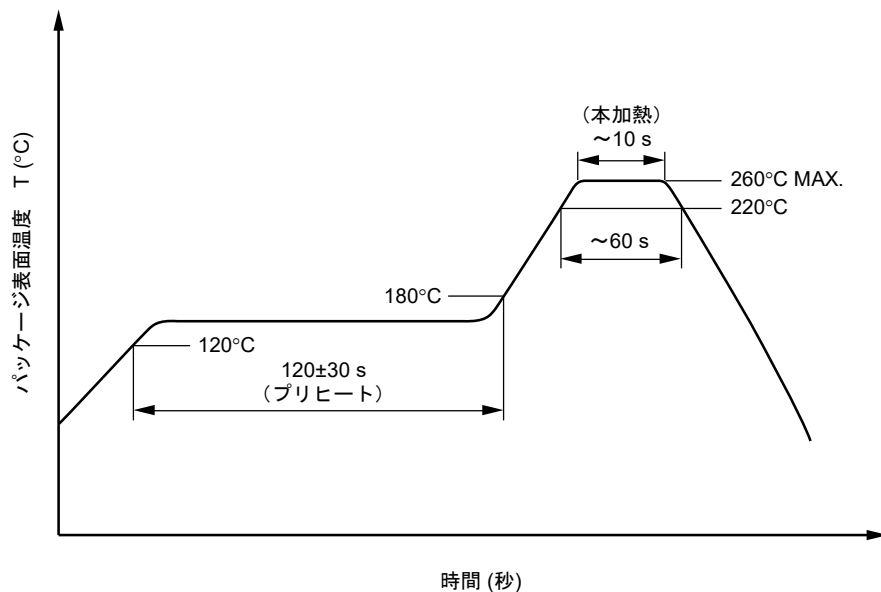 （本加熱）
～10 s
260°C MAX.
220°C
～60 s
180°C
120°C
120±30 s
（プリヒート）
パッケージ表面温度 T (°C)
時間 (秒)